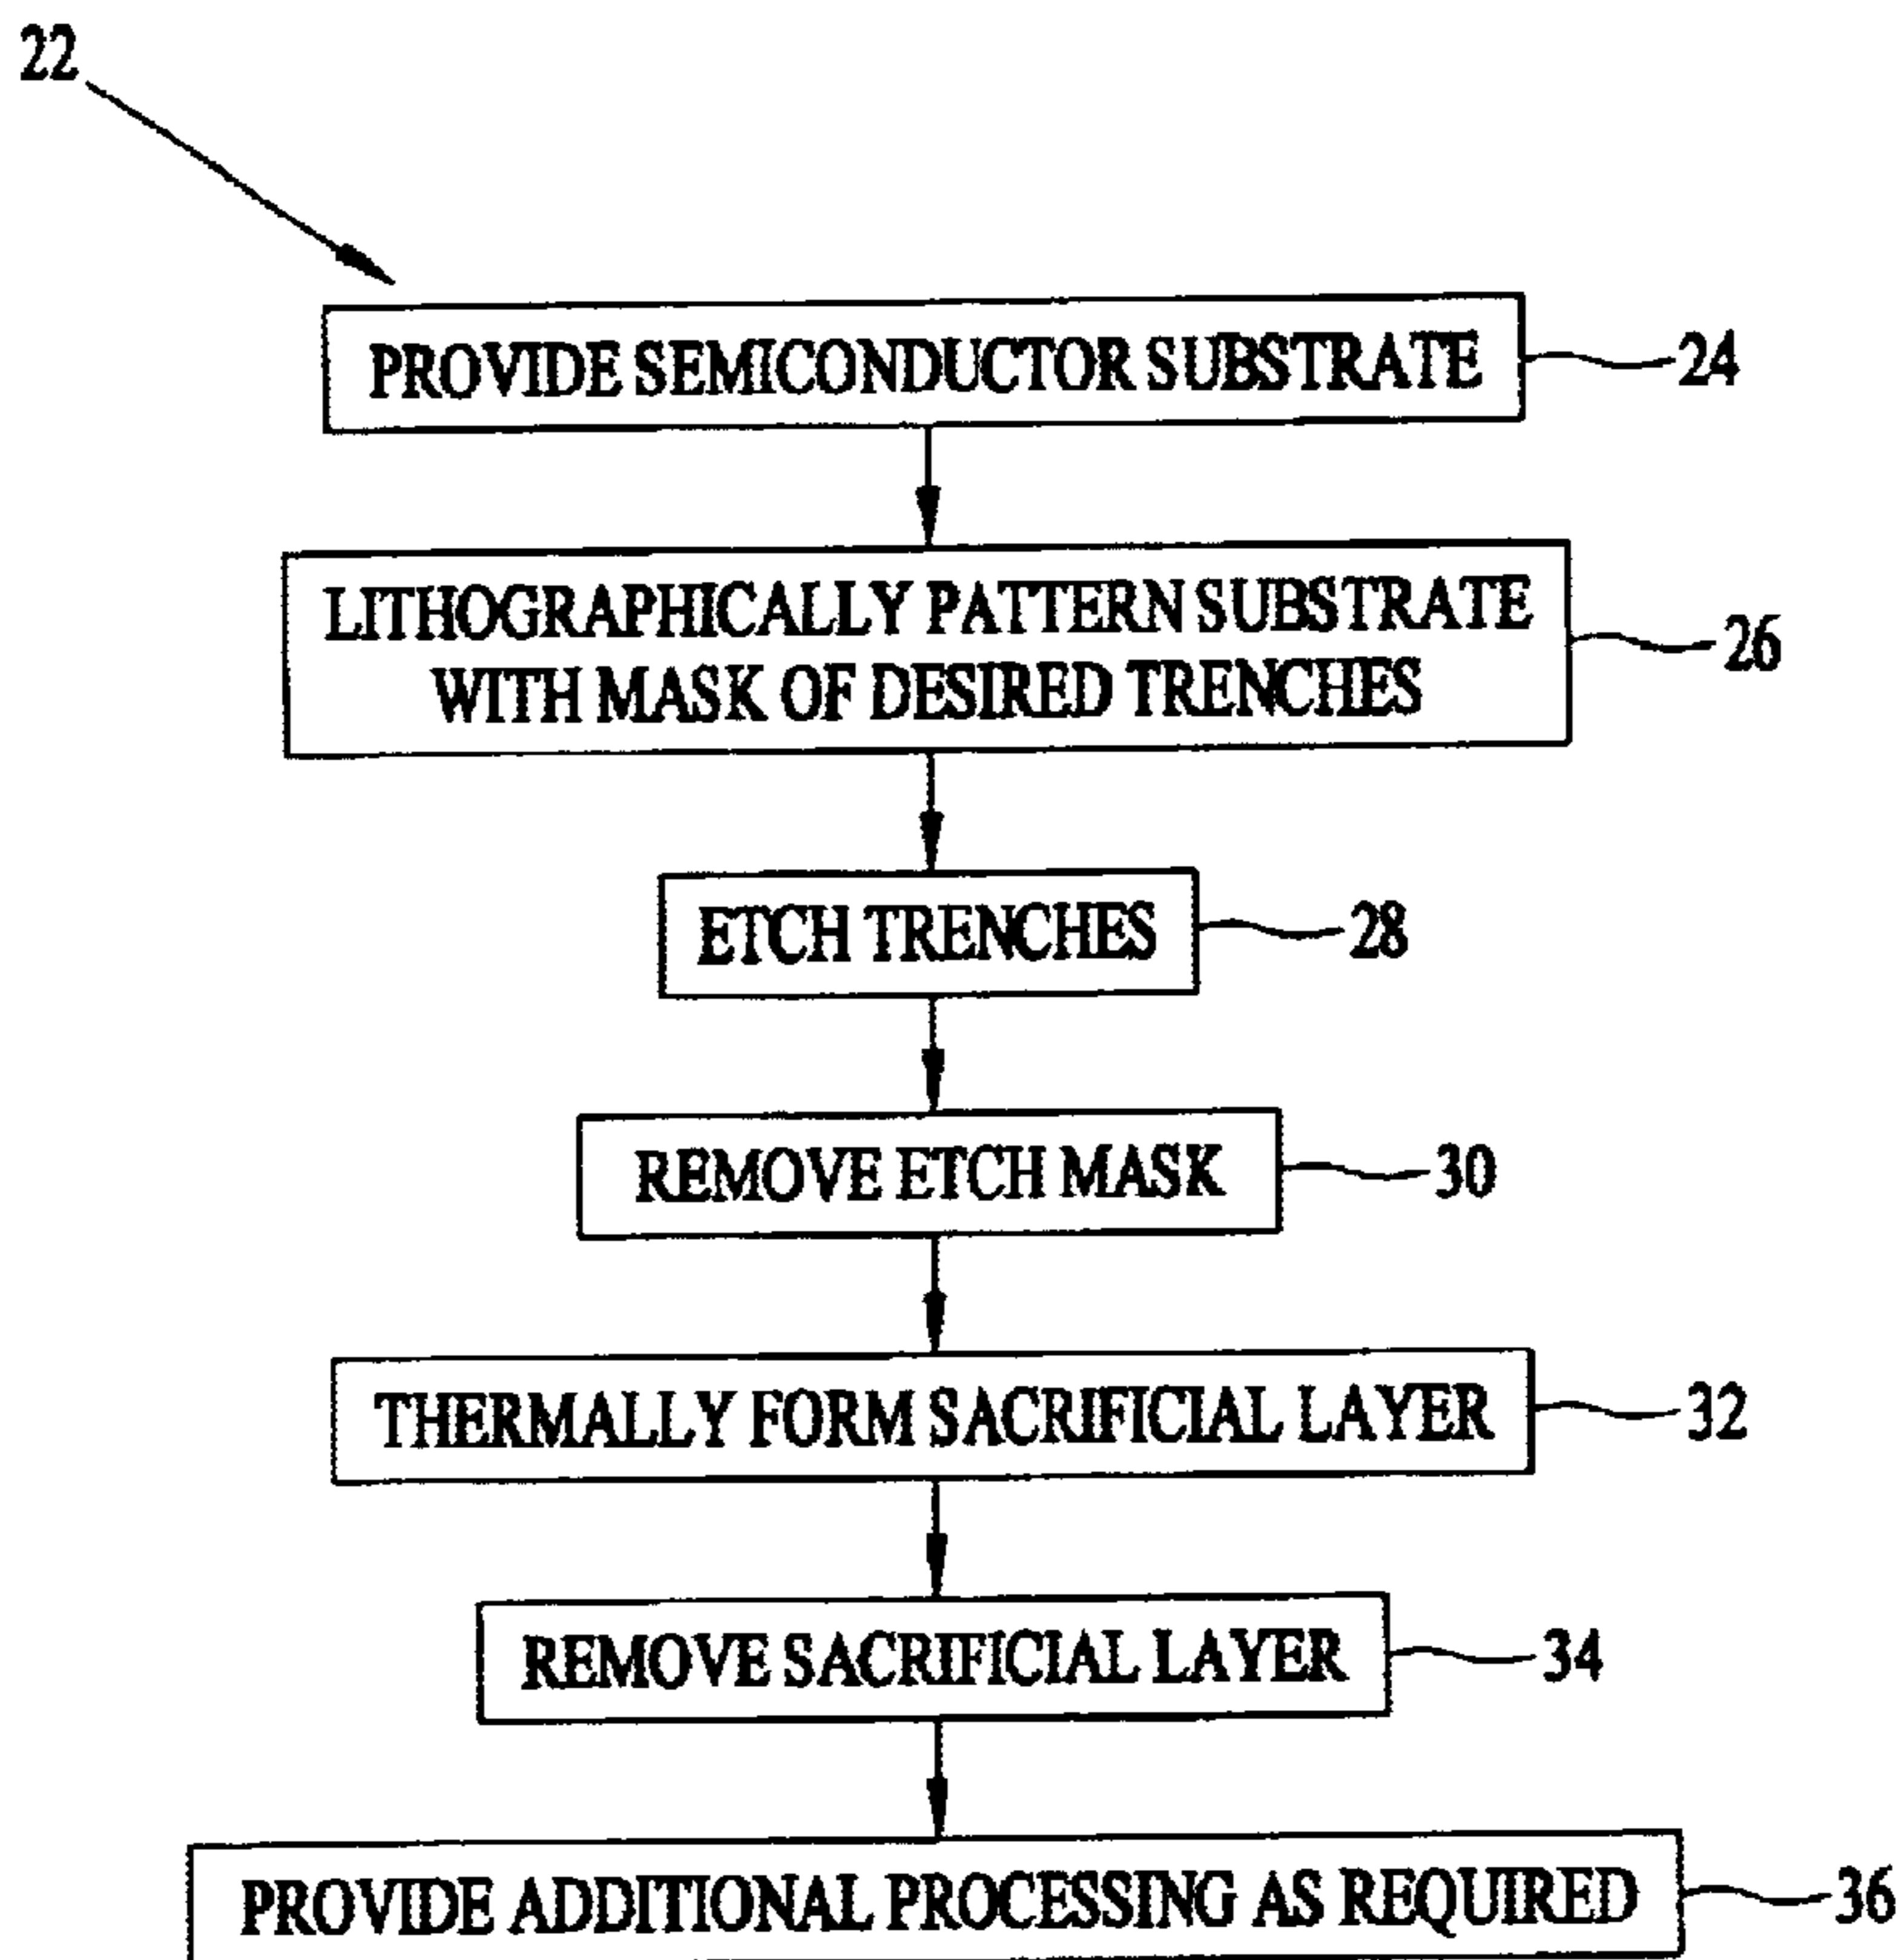 22
PROVIDE SEMICONDUCTOR SUBSTRATE
24
LITHOGRAPHICALLY PATTERN SUBSTRATE
WITH MASK OF DESIRED TRENCHES
26
ETCH TRENCHES
28
REMOVE ETCH MASK
30
THERMALLY FORM SACRIFICIAL LAYER
32
REMOVE SACRIFICIAL LAYER
34
PROVIDE ADDITIONAL PROCESSING AS REQUIRED
36